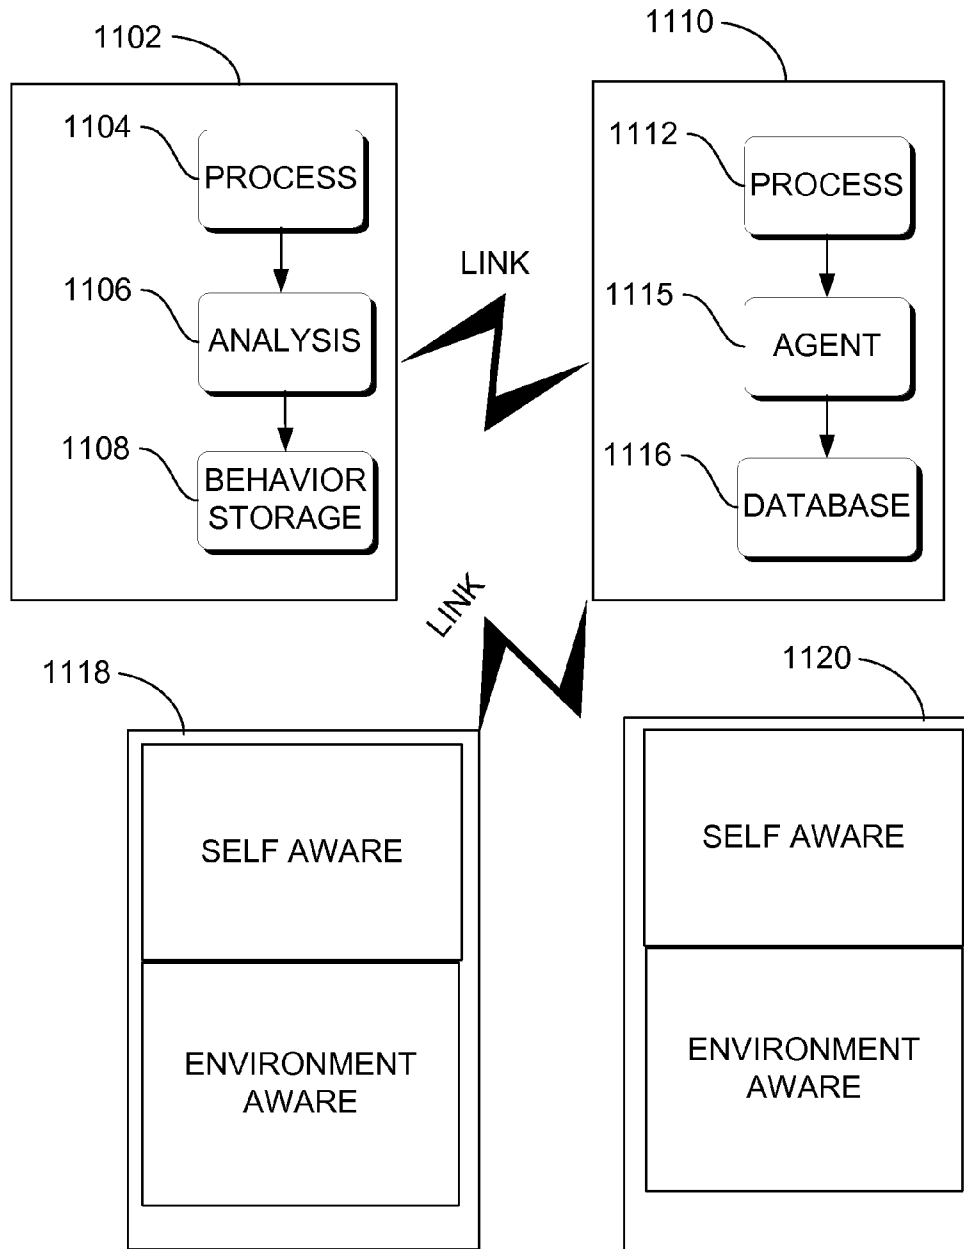 1102
1104
PROCESS
1106
ANALYSIS
1108
BEHAVIOR
STORAGE
LINK
1110
1112
PROCESS
1115
AGENT
1116
DATABASE
LINK
1118
SELF AWARE
ENVIRONMENT
AWARE
1120
SELF AWARE
ENVIRONMENT
AWARE